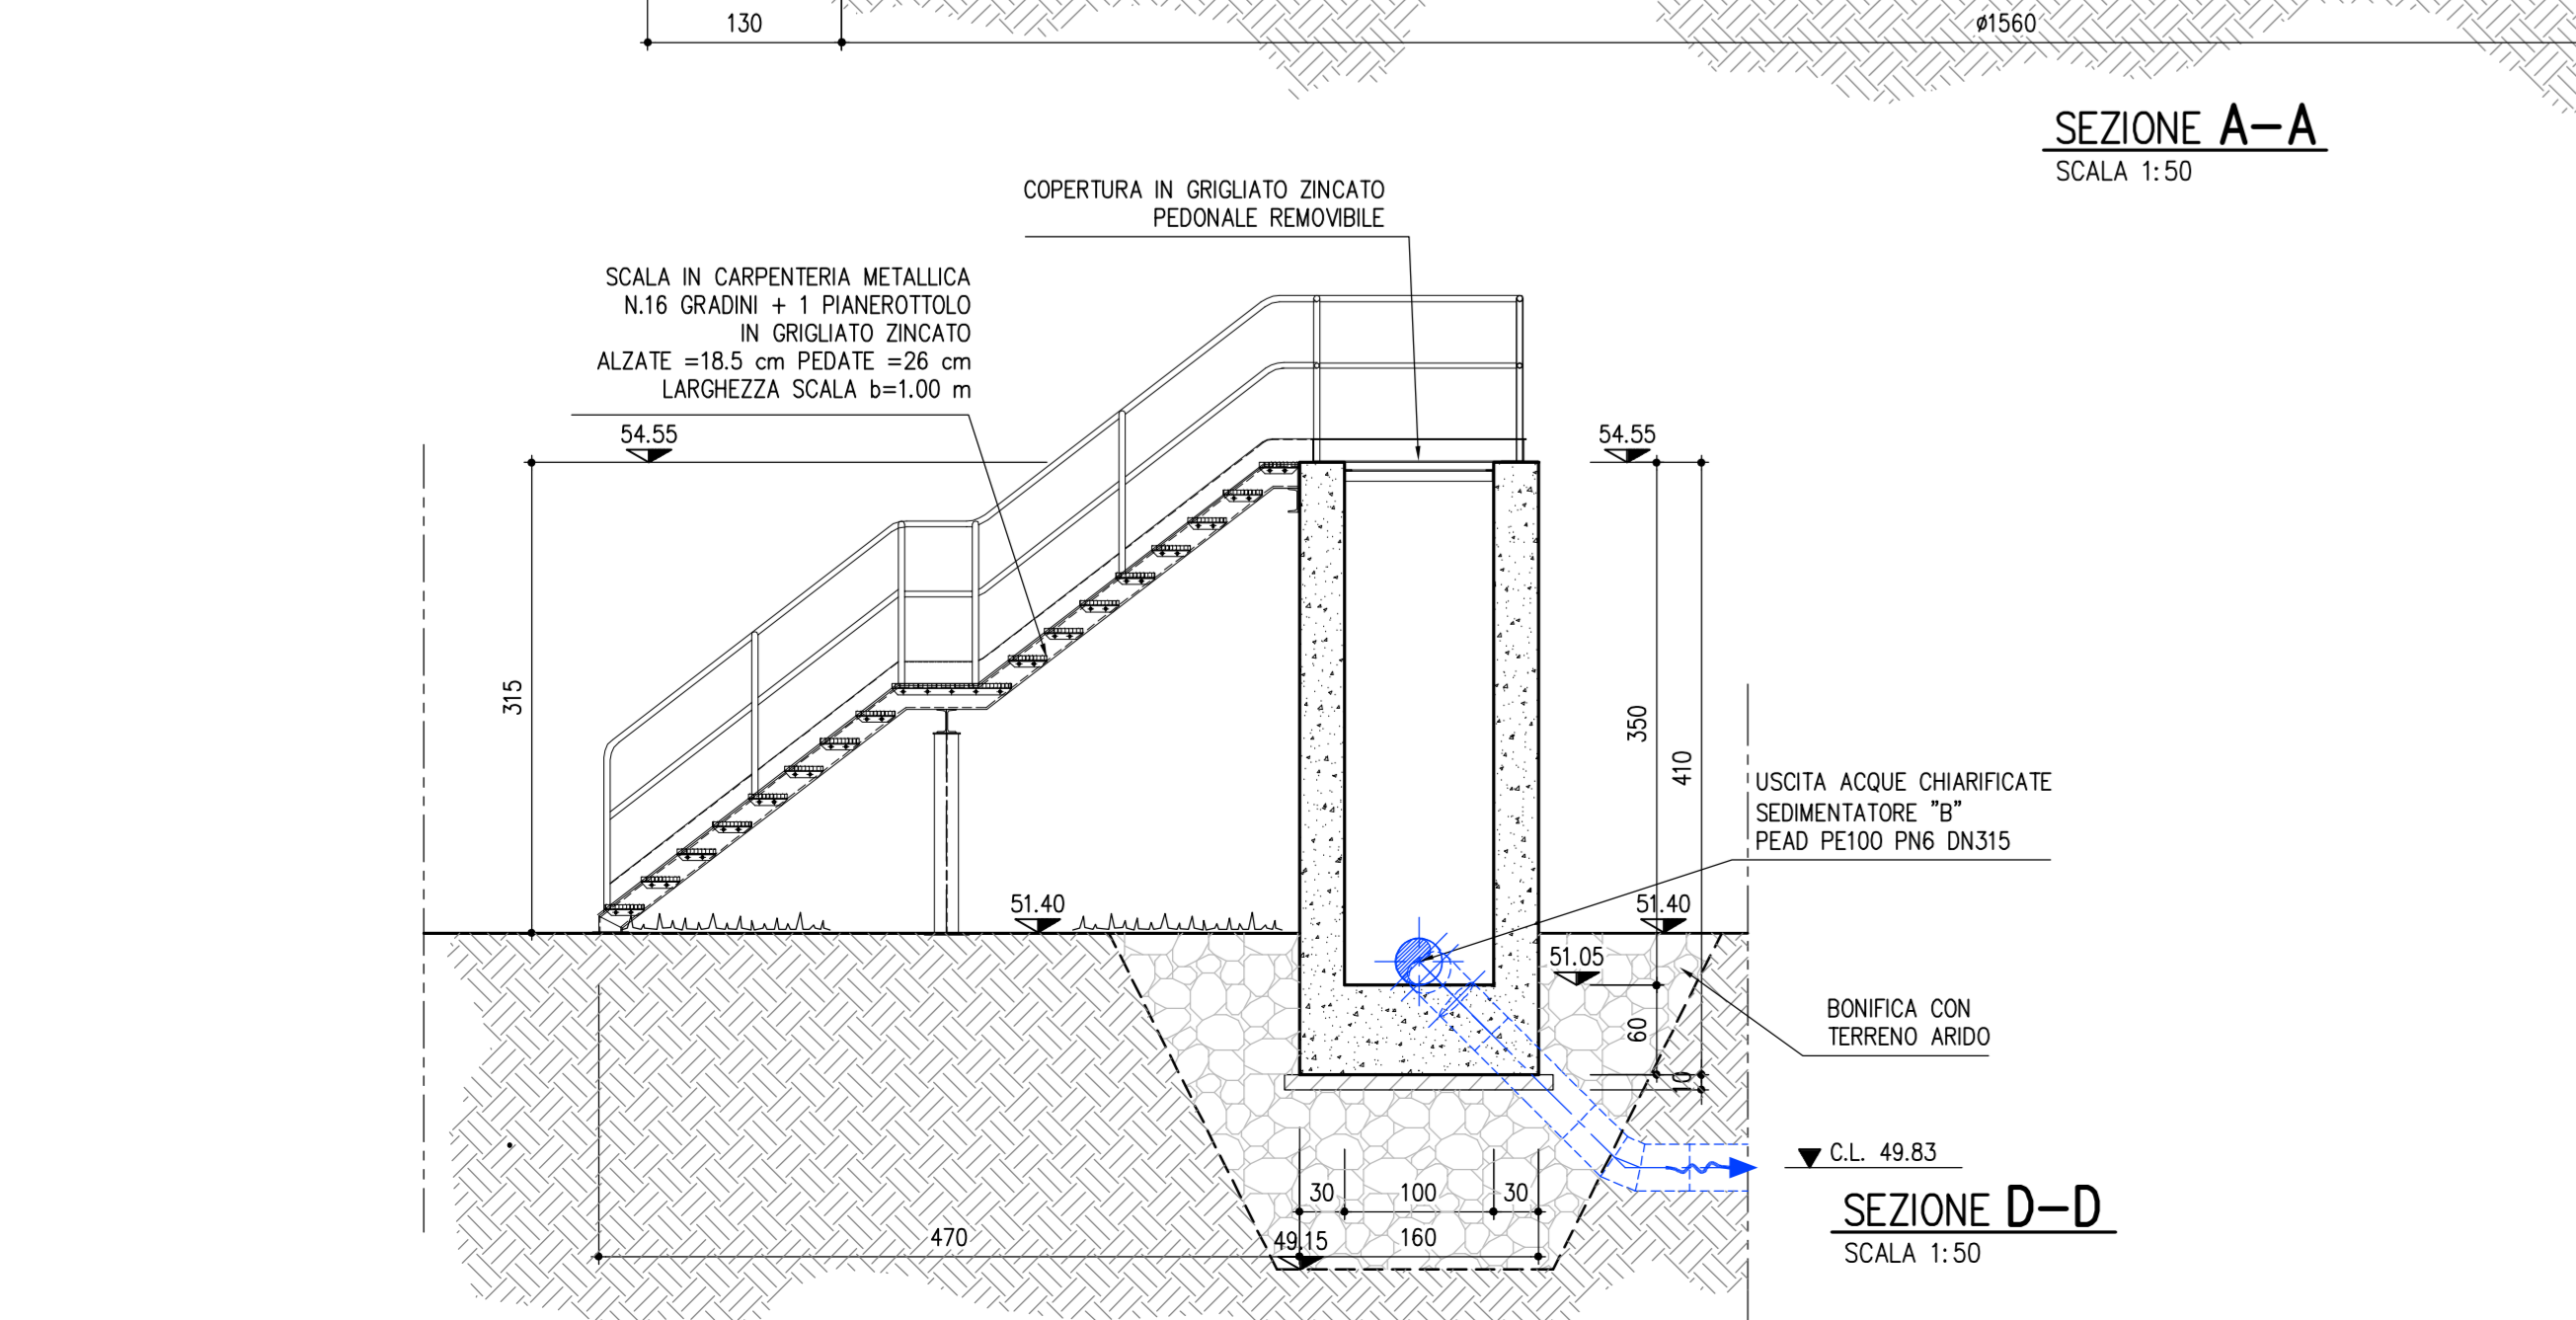 130
ø1560
SEZIONE A-A
SCALA 1:50
COPERTURA IN GRIGLIATO ZINCATO
PEDONALE REMOVIBILE
SCALA IN CARPENTERIA METALLICA
N.16 GRADINI + 1 PIANEROTTOLO
IN GRIGLIATO ZINCATO
ALZATE =18.5 cm PEDATE =26 cm
LARGHEZZA SCALA b=1.00 m
54.55
54.55
315
350
410
USCITA ACQUE CHIARIFICATE
SEDIMENTATORE "B"
PEAD PE100 PN6 DN315
51.40
51.40
51.05
BONIFICA CON
TERRENO ARIDO
60
10
C.L. 49.83
30
100
30
SEZIONE D-D
SCALA 1:50
470
49.15
160